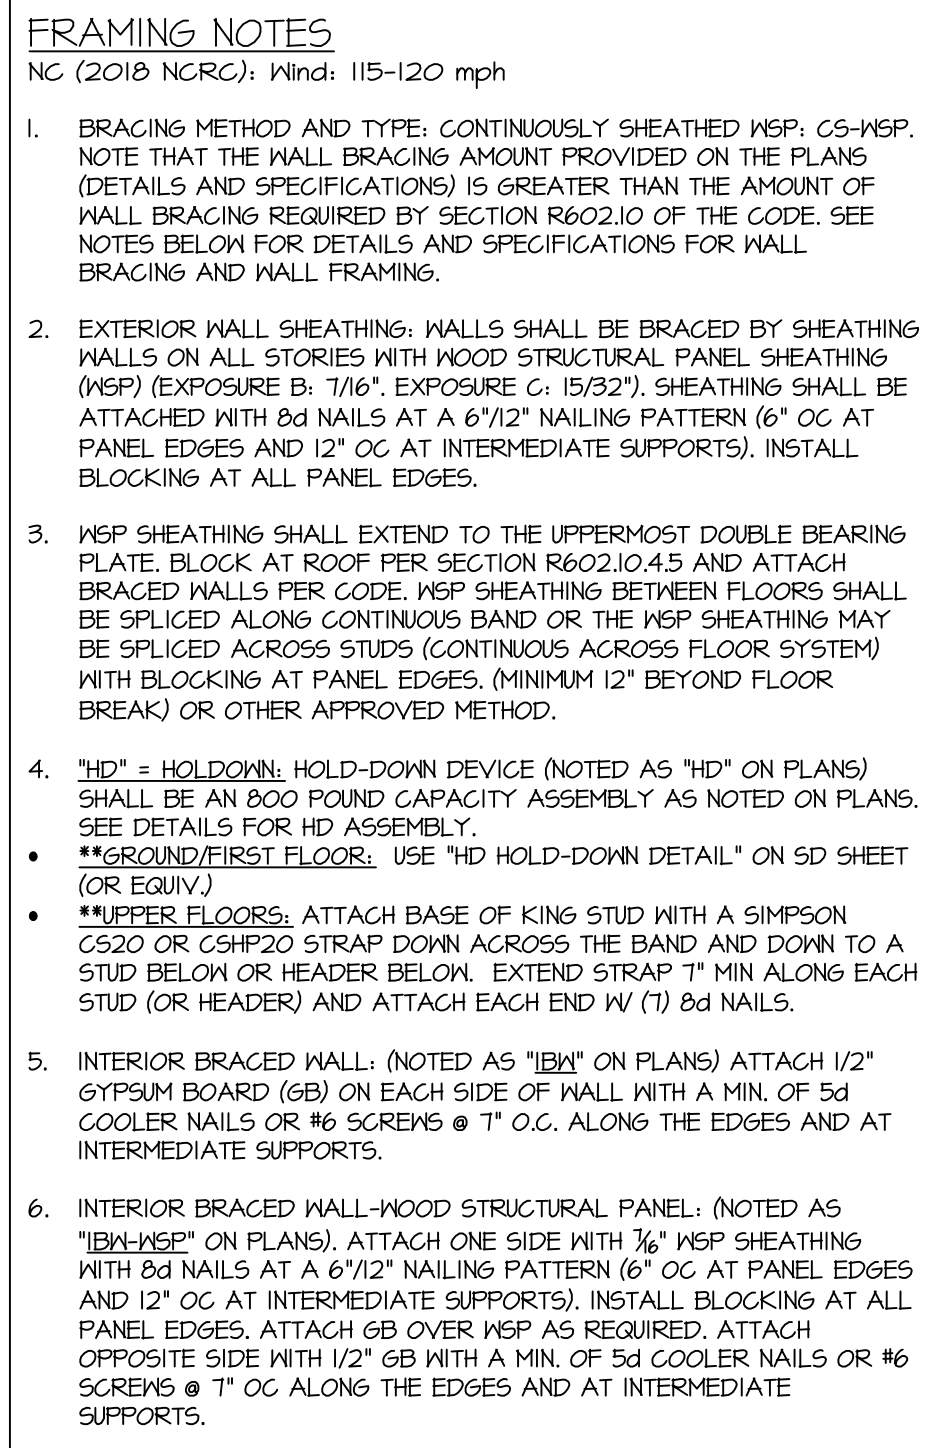 FRAMING NOTES
NC (2018 NCRC): Wind: 115-120 mph
1. BRACING METHOD AND TYPE: CONTINUOUSLY SHEATHED WSP: CS-WSP.
NOTE THAT THE WALL BRACING AMOUNT PROVIDED ON THE PLANS
(DETAILS AND SPECIFICATIONS) IS GREATER THAN THE AMOUNT OF
WALL BRACING REQUIRED BY SECTION R602.10 OF THE CODE. SEE
NOTES BELOW FOR DETAILS AND SPECIFICATIONS FOR WALL
BRACING AND WALL FRAMING.
2. EXTERIOR WALL SHEATHING: WALLS SHALL BE BRACED BY SHEATHING
WALLS ON ALL STORIES WITH WOOD STRUCTURAL PANEL SHEATHING
(WSP) (EXPOSURE B: 7/16". EXPOSURE C: 15/32"). SHEATHING SHALL BE
ATTACHED WITH 8d NAILS AT A 6"/12" NAILING PATTERN (6" OC AT
PANEL EDGES AND 12" OC AT INTERMEDIATE SUPPORTS). INSTALL
BLOCKING AT ALL PANEL EDGES.
3. WSP SHEATHING SHALL EXTEND TO THE UPPERMOST DOUBLE BEARING
PLATE. BLOCK AT ROOF PER SECTION R602.10.4.5 AND ATTACH
BRACED WALLS PER CODE. WSP SHEATHING BETWEEN FLOORS SHALL
BE SPLICED ALONG CONTINUOUS BAND OR THE WSP SHEATHING MAY
BE SPLICED ACROSS STUDS (CONTINUOUS ACROSS FLOOR SYSTEM)
WITH BLOCKING AT PANEL EDGES. (MINIMUM 12" BEYOND FLOOR
BREAK) OR OTHER APPROVED METHOD.
4. "HD" = HOLDOWN: HOLD-DOWN DEVICE (NOTED AS "HD" ON PLANS)
SHALL BE AN 800 POUND CAPACITY ASSEMBLY AS NOTED ON PLANS.
SEE DETAILS FOR HD ASSEMBLY.
• **GROUND/FIRST FLOOR: USE "HD HOLD-DOWN DETAIL" ON SD SHEET
(OR EQUIV.)
• **UPPER FLOORS: ATTACH BASE OF KING STUD WITH A SIMPSON
CS20 OR CSHP20 STRAP DOWN ACROSS THE BAND AND DOWN TO A
STUD BELOW OR HEADER BELOW. EXTEND STRAP 7" MIN ALONG EACH
STUD (OR HEADER) AND ATTACH EACH END W/ (7) 8d NAILS.
5. INTERIOR BRACED WALL: (NOTED AS "IBW" ON PLANS) ATTACH 1/2"
GYPSUM BOARD (GB) ON EACH SIDE OF WALL WITH A MIN. OF 5d
COOLER NAILS OR #6 SCREWS @ 7" O.C. ALONG THE EDGES AND AT
INTERMEDIATE SUPPORTS.
6. INTERIOR BRACED WALL-WOOD STRUCTURAL PANEL: (NOTED AS
"IBW-WSP" ON PLANS). ATTACH ONE SIDE WITH 7/16" WSP SHEATHING
WITH 8d NAILS AT A 6"/12" NAILING PATTERN (6" OC AT PANEL EDGES
AND 12" OC AT INTERMEDIATE SUPPORTS). INSTALL BLOCKING AT ALL
PANEL EDGES. ATTACH GB OVER WSP AS REQUIRED. ATTACH
OPPOSITE SIDE WITH 1/2" GB WITH A MIN. OF 5d COOLER NAILS OR #6
SCREWS @ 7" OC ALONG THE EDGES AND AT INTERMEDIATE
SUPPORTS.